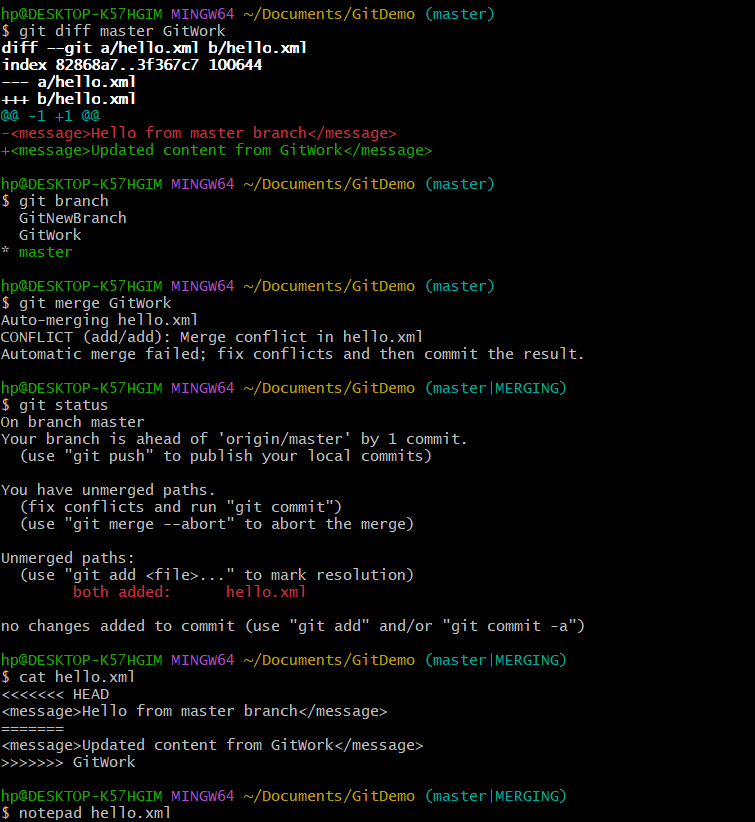 hp@DESKTOP-K57HGIM MINGW64 ~/Documents/GitDemo (master)
$ git diff master GitWork
diff --git a/hello.xml b/hello.xml
index 82868a7..3f367c7 100644
--- a/hello.xml
+++ b/hello.xml
@@ -1 +1 @@
-<message>Hello from master branch</message>
+<message>Updated content from GitWork</message>

hp@DESKTOP-K57HGIM MINGW64 ~/Documents/GitDemo (master)
$ git branch
  GitNewBranch
  GitWork
* master

hp@DESKTOP-K57HGIM MINGW64 ~/Documents/GitDemo (master)
$ git merge GitWork
Auto-merging hello.xml
CONFLICT (add/add): Merge conflict in hello.xml
Automatic merge failed; fix conflicts and then commit the result.

hp@DESKTOP-K57HGIM MINGW64 ~/Documents/GitDemo (master|MERGING)
$ git status
On branch master
Your branch is ahead of 'origin/master' by 1 commit.
  (use "git push" to publish your local commits)

You have unmerged paths.
  (fix conflicts and run "git commit")
  (use "git merge --abort" to abort the merge)

Unmerged paths:
  (use "git add <file>..." to mark resolution)
        both added:      hello.xml

no changes added to commit (use "git add" and/or "git commit -a")

hp@DESKTOP-K57HGIM MINGW64 ~/Documents/GitDemo (master|MERGING)
$ cat hello.xml
<<<<<<< HEAD
<message>Hello from master branch</message>
=======
<message>Updated content from GitWork</message>
>>>>>>> GitWork

hp@DESKTOP-K57HGIM MINGW64 ~/Documents/GitDemo (master|MERGING)
$ notepad hello.xml